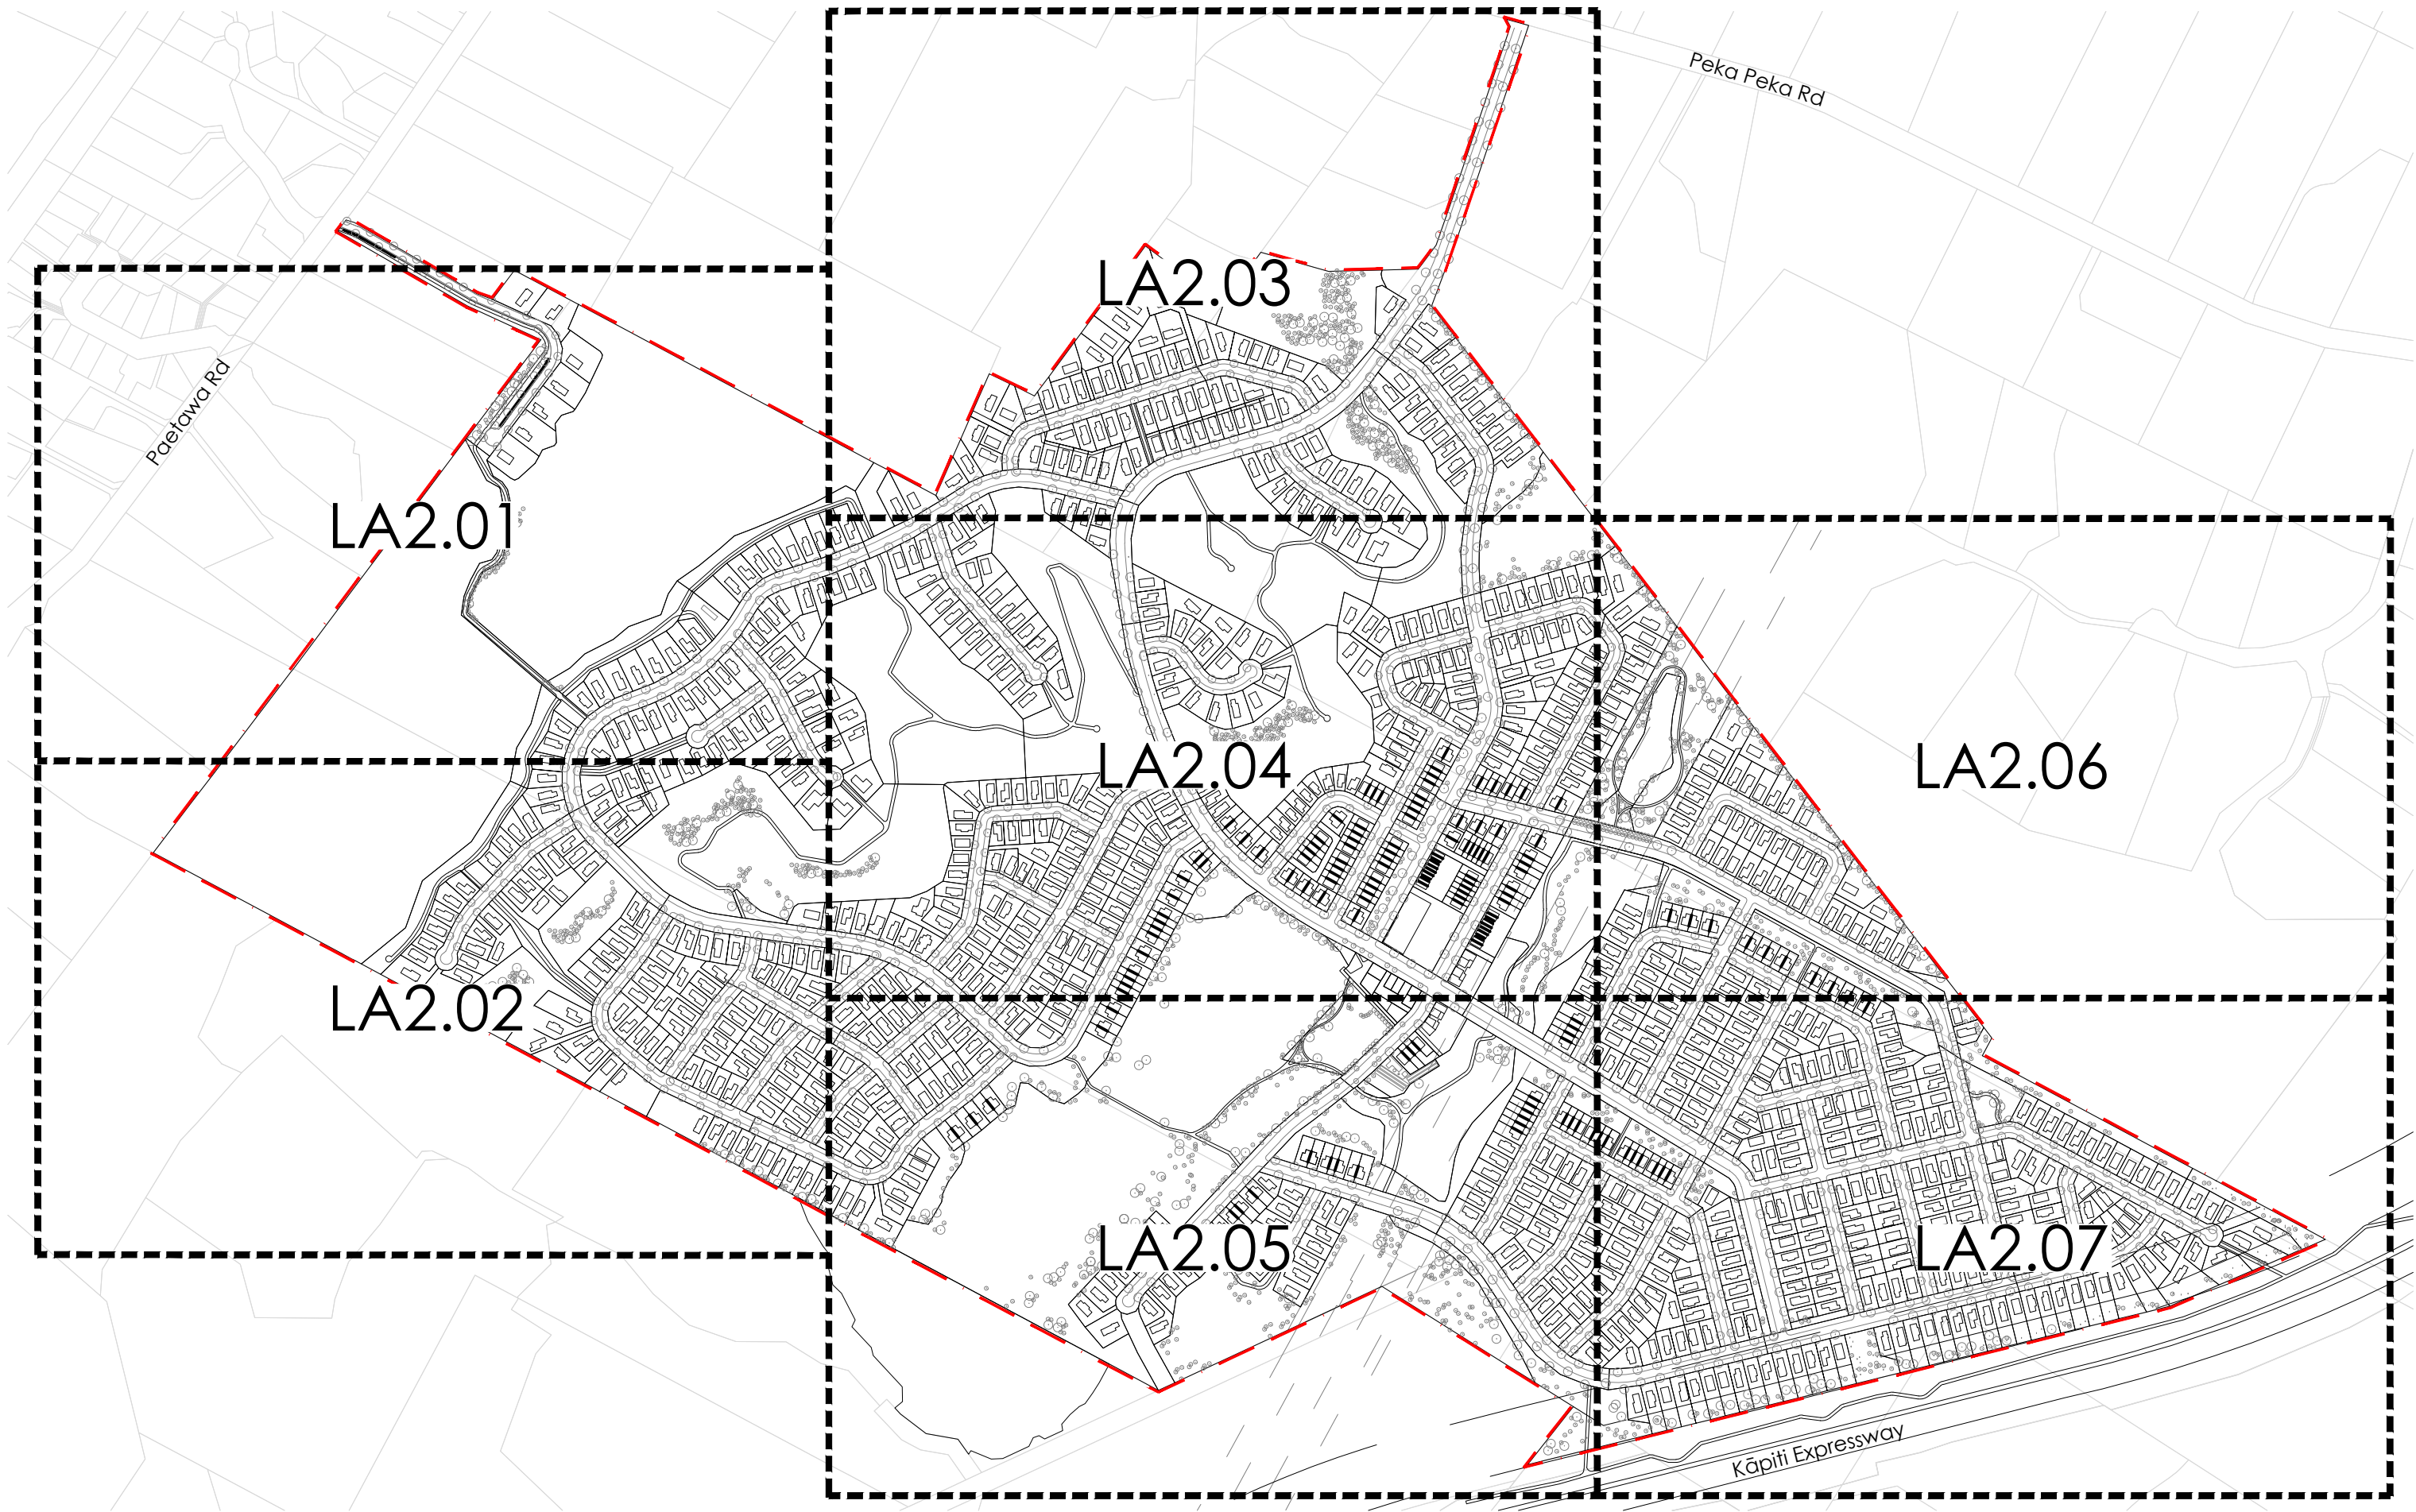 Peka Peka Rd
LA2.03
Paetawa Rd
LA2.01
LA2.04
LA2.06
LA2.02
LA2.05
LA2.07
Kāpiti Expressway